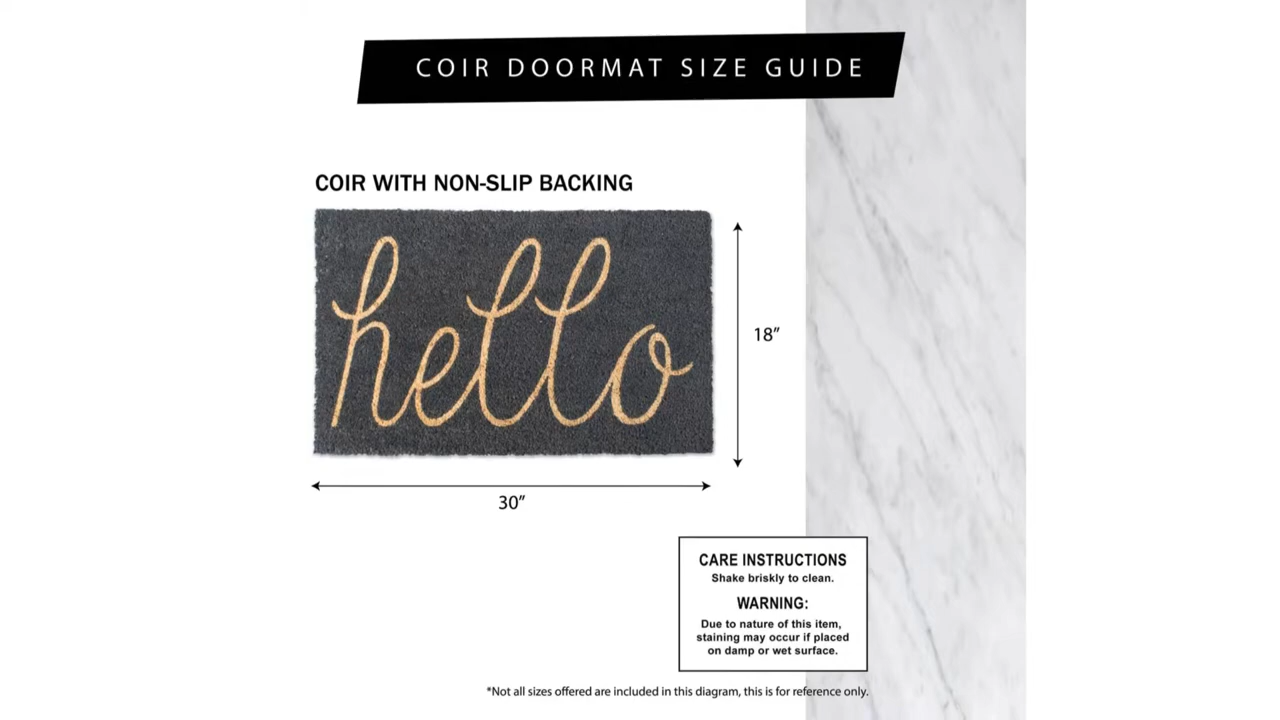 COIR DOORMAT SIZE GUIDE
COIR WITH NON-SLIP BACKING
hello
18”
30”
CARE INSTRUCTIONS
Shake briskly to clean.
WARNING:
Due to nature of this item,
staining may occur if placed
on damp or wet surface.
*Not all sizes offered are included in this diagram, this is for reference only.